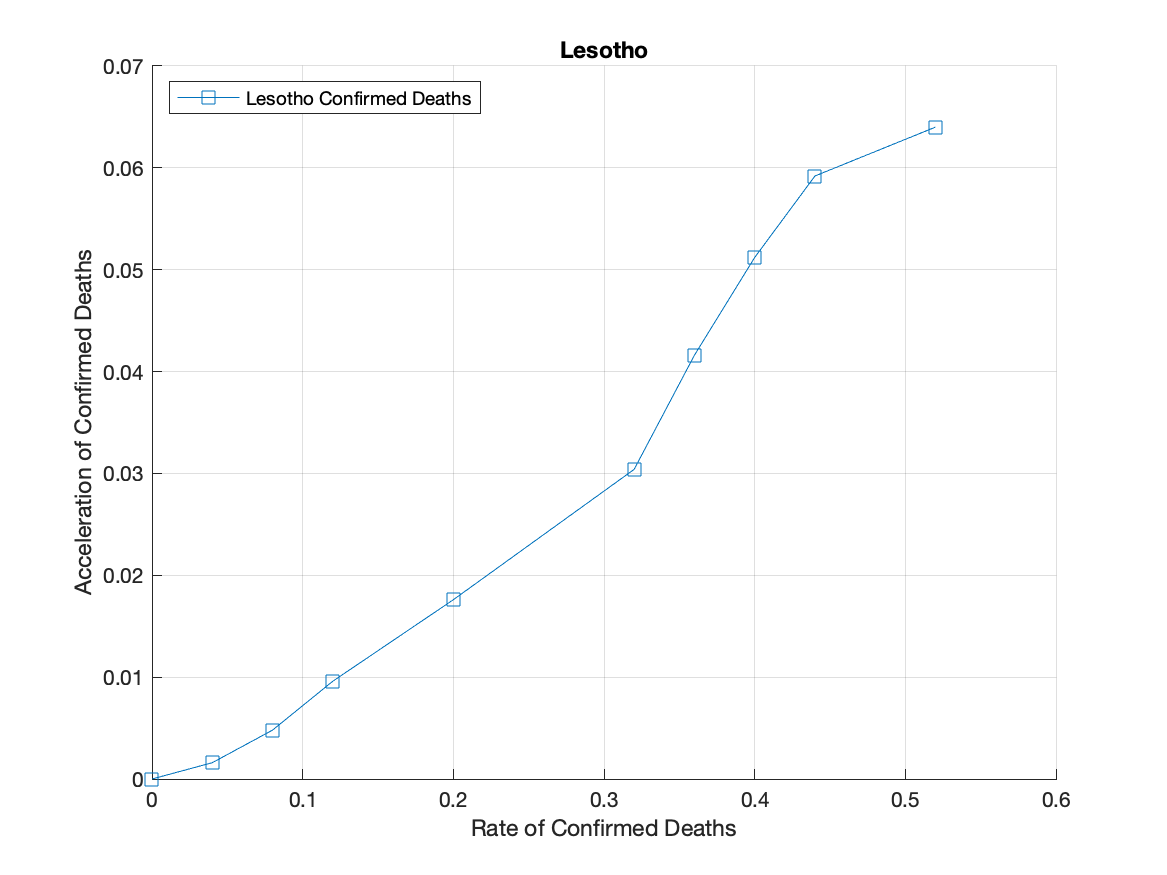 Lesotho
Lesotho Confirmed Deaths
0.07
0.06
0.05
0.04
0.03
0.02
0.01
0
Acceleration of Confirmed Deaths
0 0.1 0.2 0.3 0.4 0.5 0.6
Rate of Confirmed Deaths